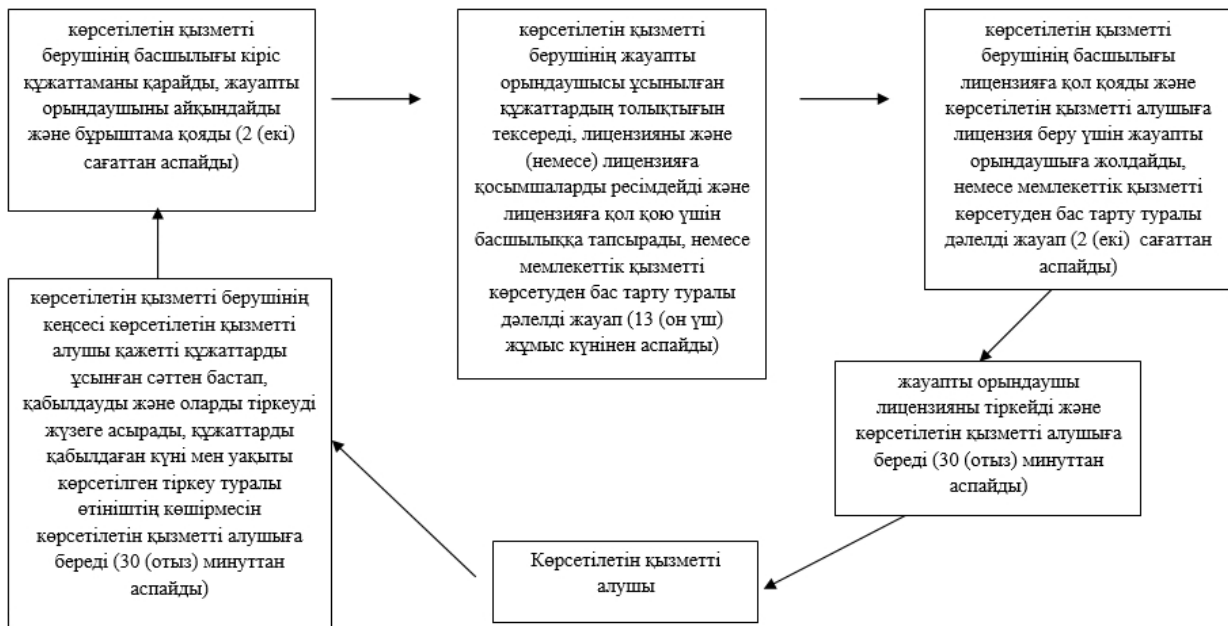 көрсетілетін қызметті
берушінің басшылығы кіріс
құжаттаманы қарайды, жауапты
орындаушыны айқындайды
және бұрыштама қояды (2 (екі)
сағаттан аспайды)
көрсетілетін қызметті
берушінің жауапты
орындаушысы ұсынылған
құжаттардың толықтығын
тексереді, лицензияны және
(немесе) лицензияға
қосымшаларды ресімдейді және
лицензияға қол қою үшін
басшылыққа тапсырады, немесе
мемлекеттік қызметті
көрсетуден бас тарту туралы
дәлелді жауап (13 (он үш)
жұмыс күнінен аспайды)
көрсетілетін қызметті
берушінің басшылығы
лицензияға қол қояды және
көрсетілетін қызметті алушыға
лицензия беру үшін жауапты
орындаушыға жолдайды,
немесе мемлекеттік қызметті
көрсетуден бас тарту туралы
дәлелді жауап (2 (екі) сағаттан
аспайды)
жауапты орындаушы
лицензияны тіркейді және
көрсетілетін қызметті алушыға
береді (30 (отыз) минуттан
аспайды)
Көрсетілетін қызметті
алушы
көрсетілетін қызметті берушінің
кеңсесі көрсетілетін қызметті
алушы қажетті құжаттарды
ұсынған сәттен бастап,
қабылдауды және оларды тіркеуді
жүзеге асырады, құжаттарды
қабылдаған күні мен уақыты
көрсетілген тіркеу туралы
өтініштің көшірмесін
көрсетілетін қызметті алушыға
береді (30 (отыз) минуттан
аспайды)